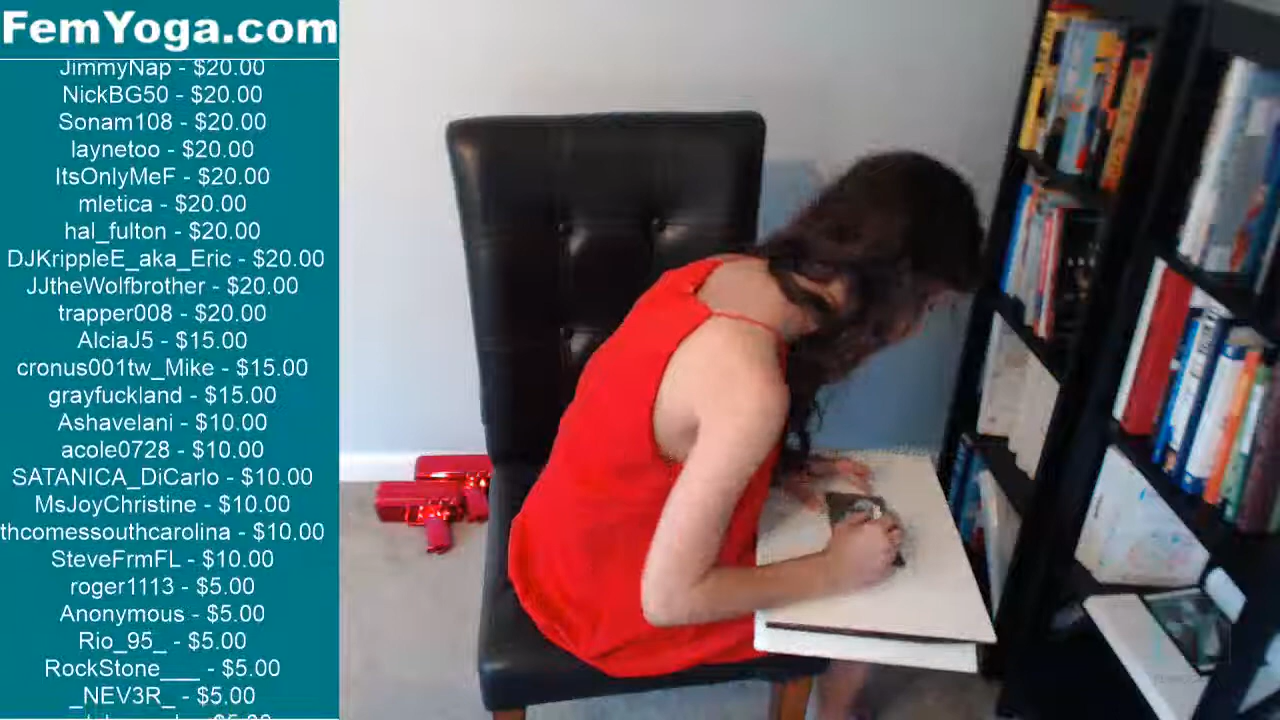 FemYoga.com
JimmyNap - $20.00
NickBG50 - $20.00
Sonam108 - $20.00
laynetoo - $20.00
ItsOnlyMeF - $20.00
mletica - $20.00
hal_fulton - $20.00
DJKrippleE_aka_Eric - $20.00
JJtheWolfbrother - $20.00
trapper008 - $20.00
AlciaJ5 - $15.00
cronus001tw_Mike - $15.00
grayfuckland - $15.00
Ashavelani - $10.00
acole0728 - $10.00
SATANICA_DiCarlo - $10.00
MsJoyChristine - $10.00
thcomessouthcarolina - $10.00
SteveFrmFL - $10.00
roger1113 - $5.00
Anonymous - $5.00
Rio_95_ - $5.00
RockStone___ - $5.00
_NEV3R_ - $5.00